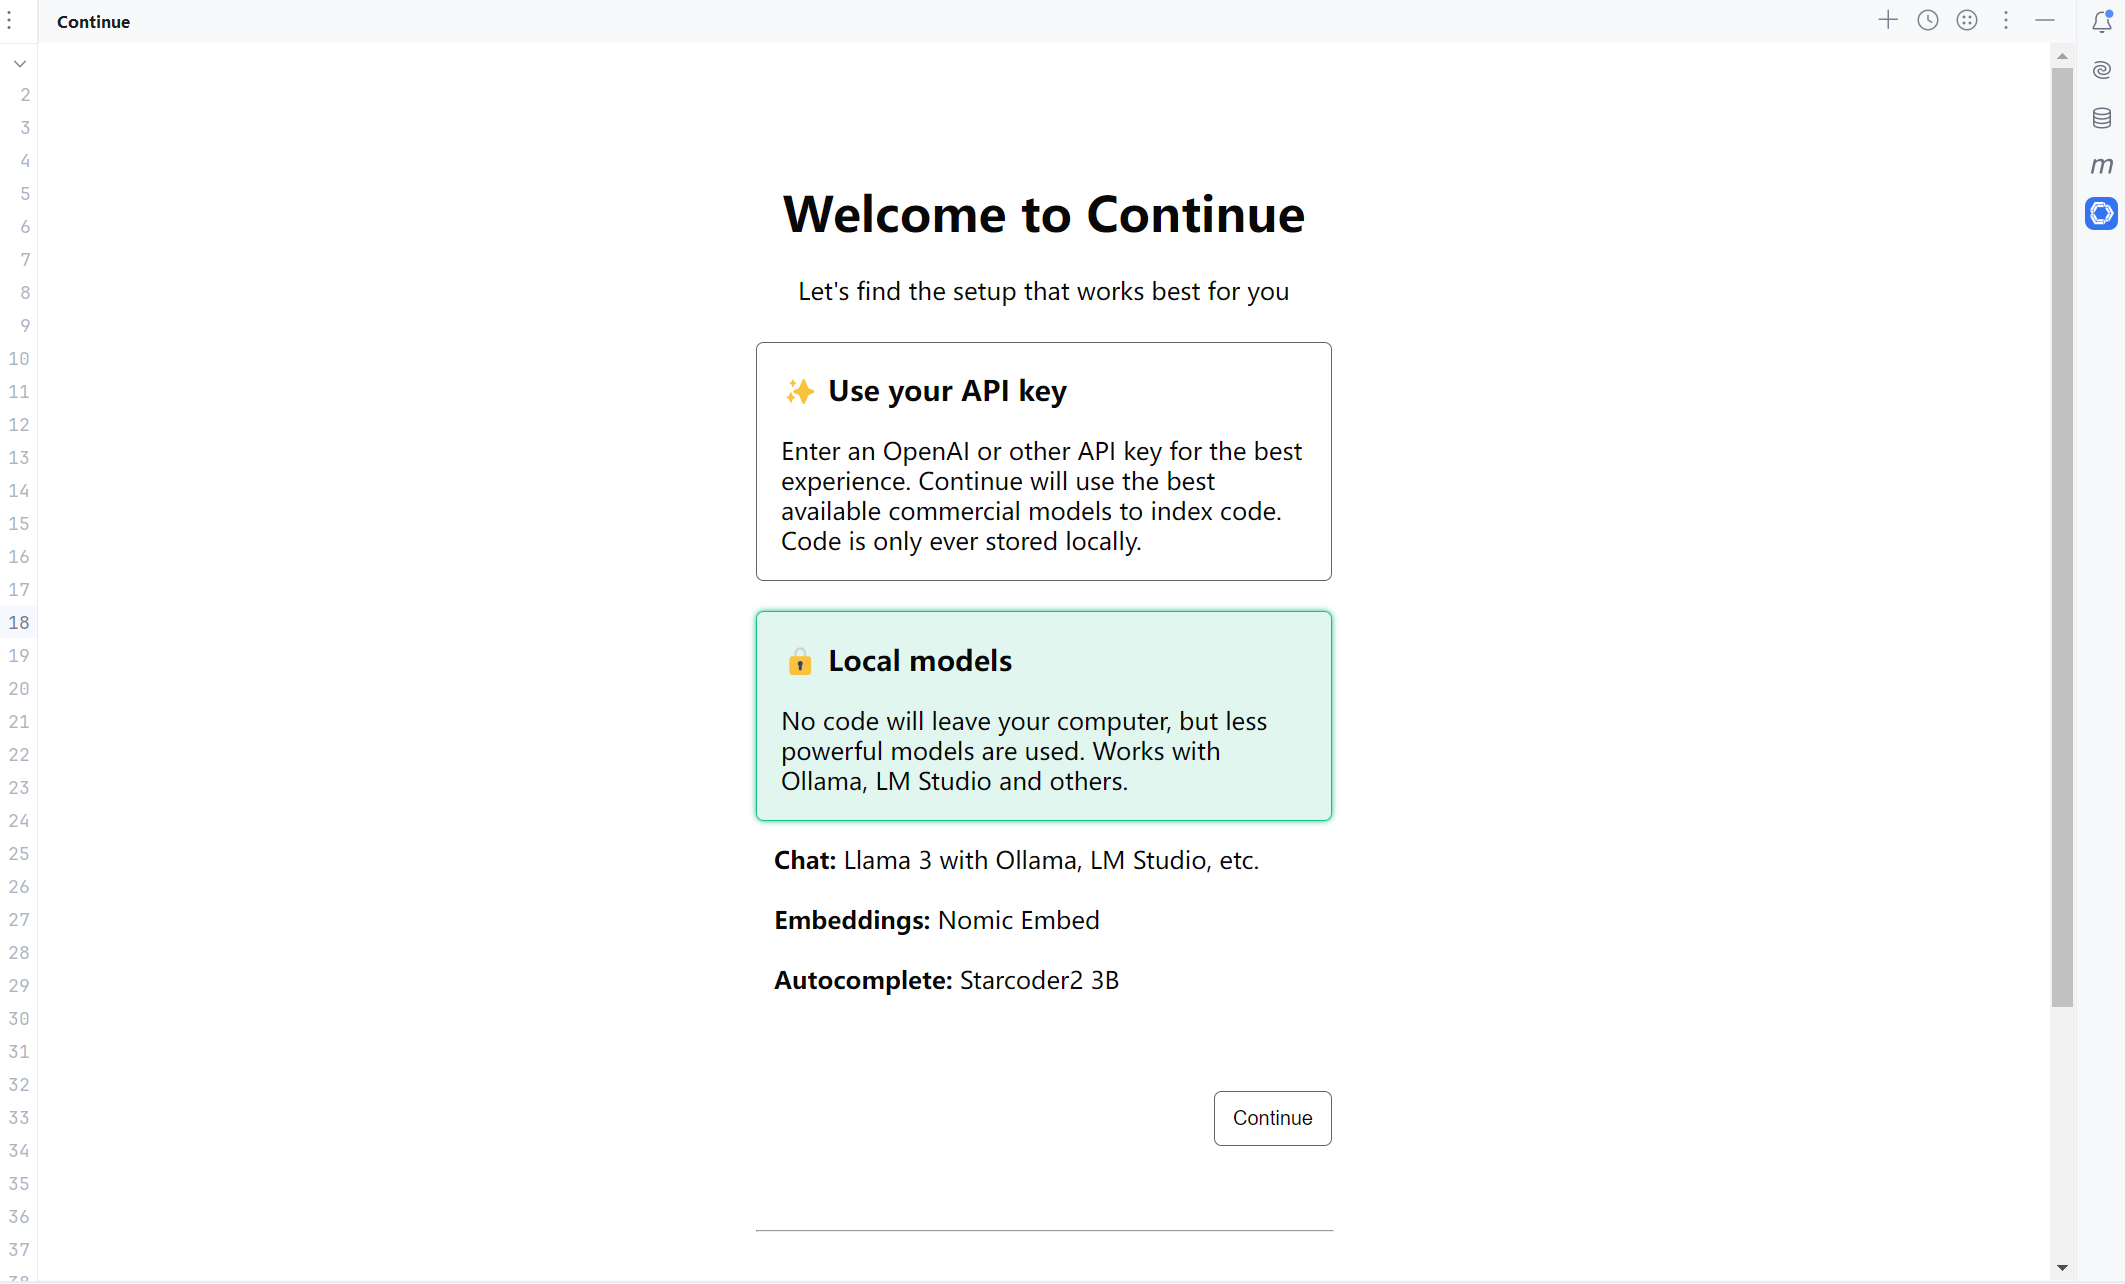 Continue
2
3
4
5
6
7
8
9
10
11
12
13
14
15
16
17
18
19
20
21
22
23
24
25
26
27
28
29
30
31
32
33
34
35
36
37
m
Welcome to Continue
Let's find the setup that works best for you
✨ Use your API key
Enter an OpenAI or other API key for the best
experience. Continue will use the best
available commercial models to index code.
Code is only ever stored locally.
🔒 Local models
No code will leave your computer, but less
powerful models are used. Works with
Ollama, LM Studio and others.
Chat: Llama 3 with Ollama, LM Studio, etc.
Embeddings: Nomic Embed
Autocomplete: Starcoder2 3B
Continue